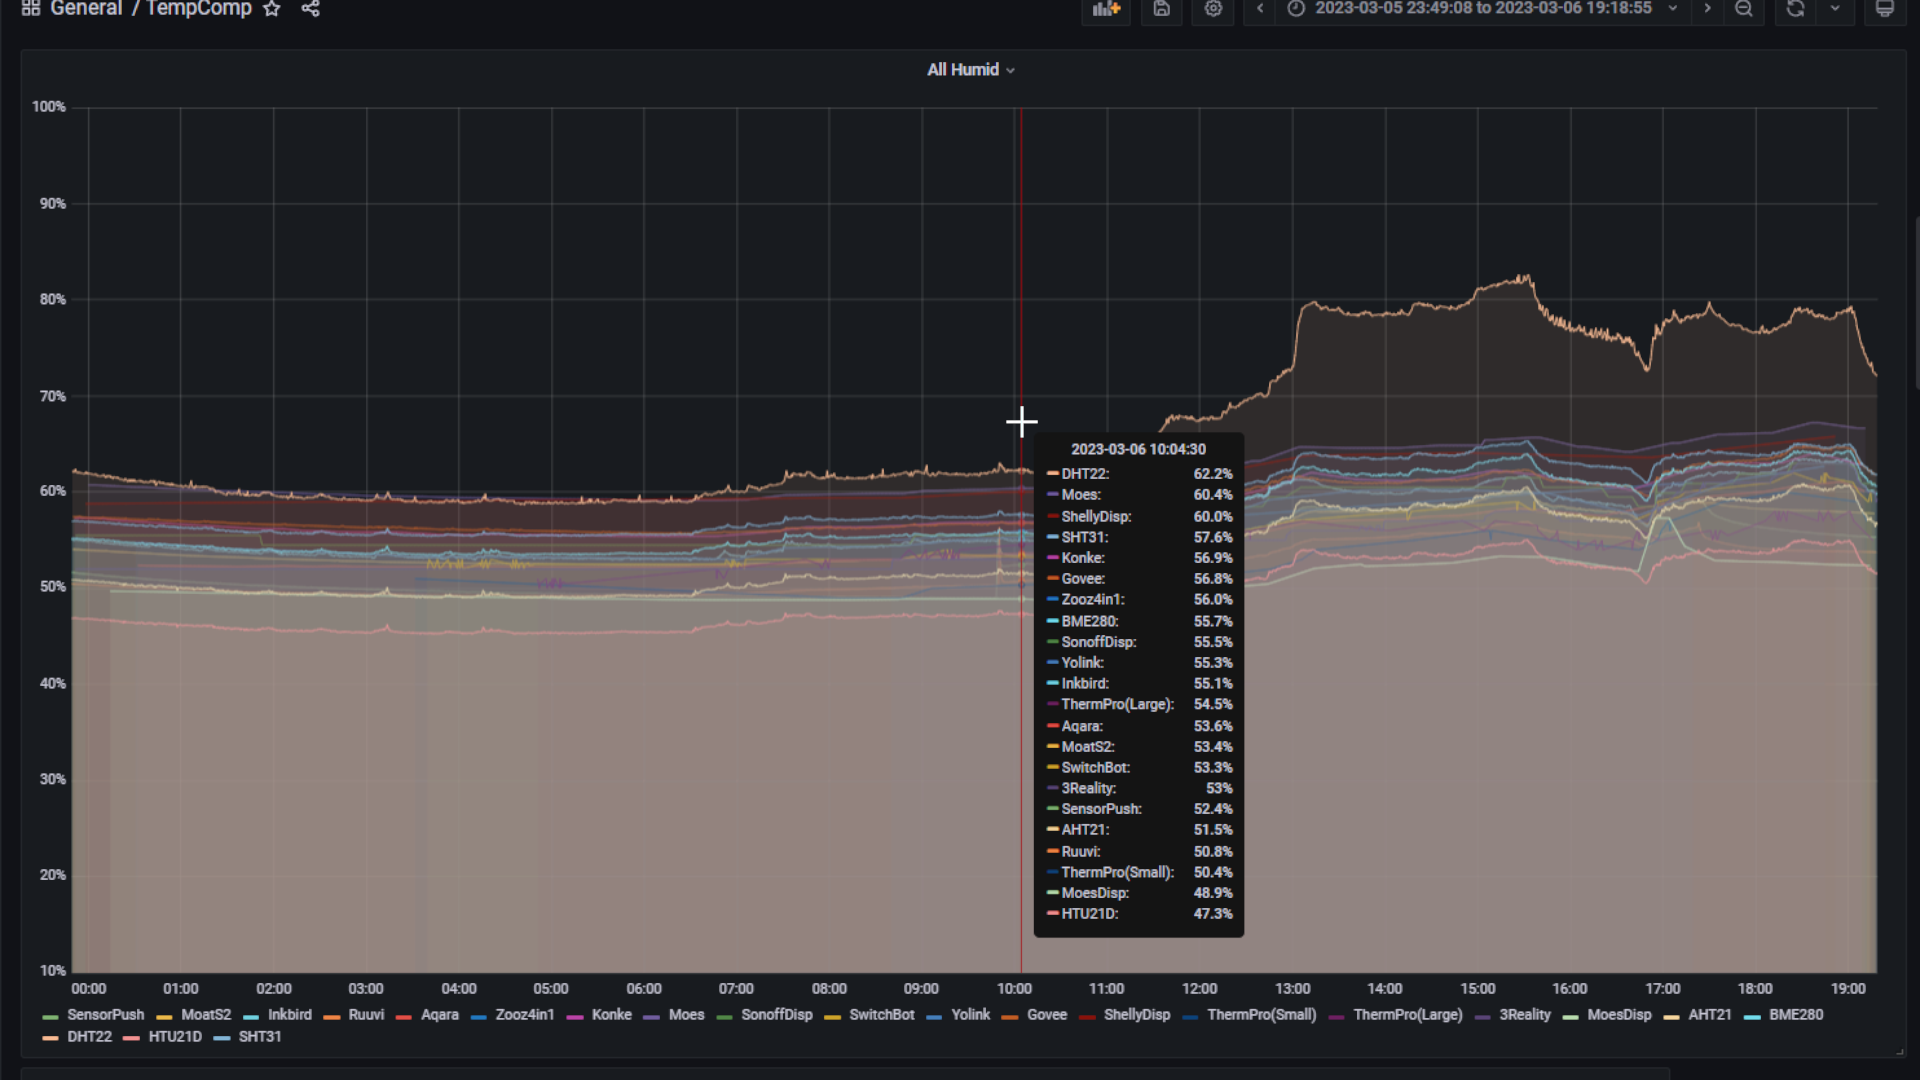 General / TempComp
2023-03-05 23:49:08 to 2023-03-06 19:18:55
All Humid
100%
90%
80%
70%
60%
50%
40%
30%
20%
10%
2023-03-06 10:04:30
DHT22: 62.2%
Moes: 60.4%
ShellyDisp: 60.0%
SHT31: 57.6%
Konke: 56.9%
Govee: 56.8%
Zooz4in1: 56.0%
BME280: 55.7%
SonoffDisp: 55.5%
Yolink: 55.3%
Inkbird: 55.1%
ThermPro(Large): 54.5%
Aqara: 53.6%
MoatS2: 53.4%
SwitchBot: 53.3%
3Reality: 53%
SensorPush: 52.4%
AHT21: 51.5%
Ruuvi: 50.8%
ThermPro(Small): 50.4%
MoesDisp: 48.9%
HTU21D: 47.3%
00:00 01:00 02:00 03:00 04:00 05:00 06:00 07:00 08:00 09:00 10:00 11:00 12:00 13:00 14:00 15:00 16:00 17:00 18:00 19:00
SensorPush MoatS2 Inkbird Ruuvi Aqara Zooz4in1 Konke Moes SonoffDisp SwitchBot Yolink Govee ShellyDisp ThermPro(Small) ThermPro(Large) 3Reality MoesDisp AHT21 BME280
DHT22 HTU21D SHT31